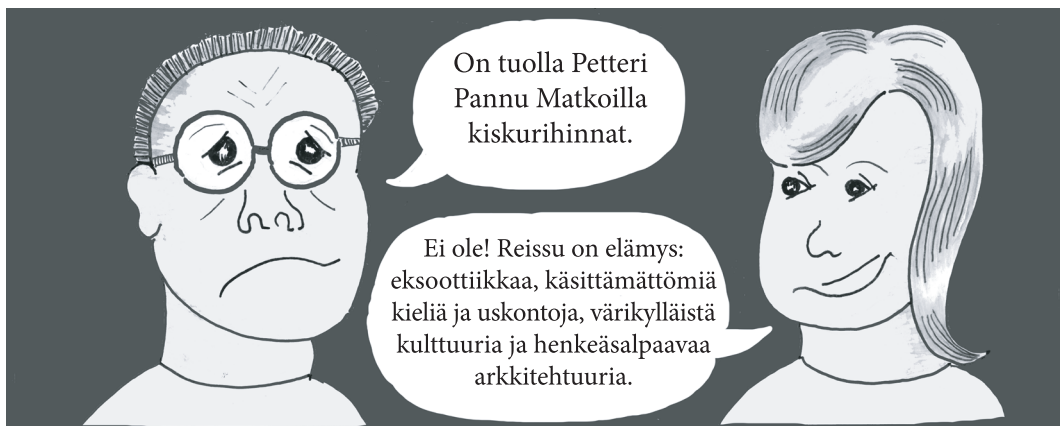 On tuolla Petteri
Pannu Matkoilla
kiskurihinnat.
Ei ole! Reissu on elämys:
eksoottiikkaa, käsittämättömiä
kieliä ja uskontoja, värikylläistä
kulttuuria ja henkeäsalpaavaa
arkkitehtuuria.